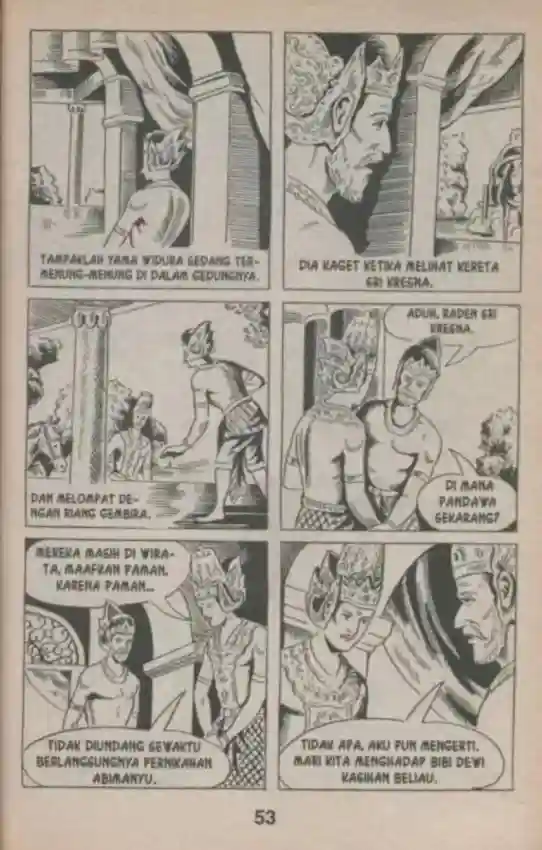 TAMPAKLAH YAMA WIDURA SEDANG TER-
MENUNG-MENUNG DI DALAM GEDUNGNYA.
DIA KAGET KETIKA MELIHAT KERETA
SRI KRESNA.
DAN MELOMPAT DE-
NGAN RIANG GEMBIRA.
ADUH, RADEN SRI
KRESNA.
DI MANA
PANDAWA
SEKARANG?
MEREKA MASIH DI WIRA-
TA, MAAFKAN PAMAN.
KARENA PAMAN...
TIDAK DIUNDANG SEWAKTU
BERLANGSUNGNYA PERNIKAHAN
ABIMANYU.
TIDAK APA, AKU PUN MENGERTI.
MARI KITA MENGHADAP BIBI DEWI
KASIHAN BELIAU.
53